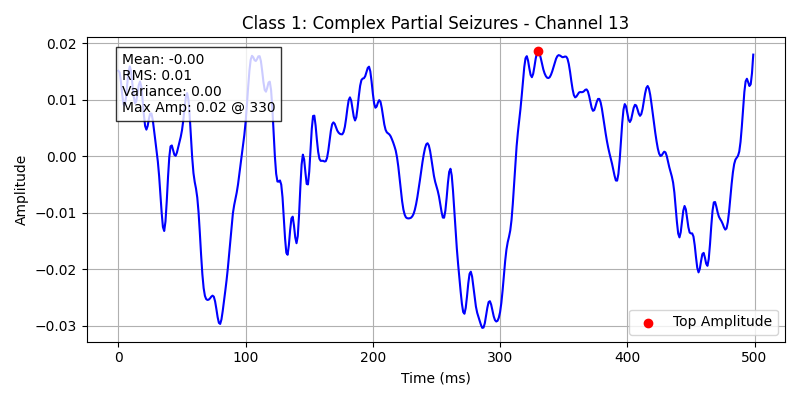 Class 1: Complex Partial Seizures - Channel 13
Mean: -0.00
RMS: 0.01
Variance: 0.00
Max Amp: 0.02 @ 330
0.02
0.01
0.00
−0.01
−0.02
−0.03
Amplitude
Top Amplitude
0 100 200 300 400 500
Time (ms)